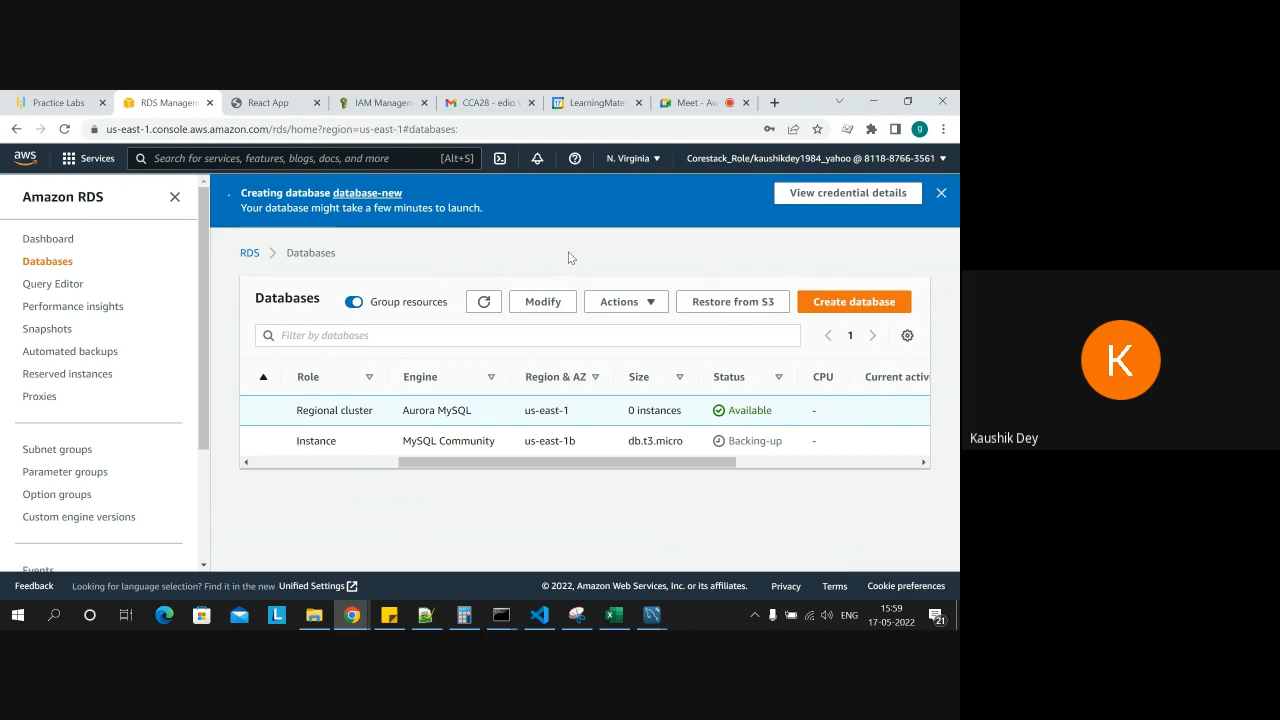 Practice Labs
RDS Managem
React App
IAM Managem
CCA28 - edio
LearningMate
Meet - Aw
us-east-1.console.aws.amazon.com/rds/home?region=us-east-1#databases:
g
aws
Services
Search for services, features, blogs, docs, and more
[Alt+S]
N. Virginia
Corestack_Role/kaushikdey1984_yahoo @ 8118-8766-3561
Amazon RDS
Dashboard
Databases
Query Editor
Performance insights
Snapshots
Automated backups
Reserved instances
Proxies
Subnet groups
Parameter groups
Option groups
Custom engine versions
Events
Creating database database-new
Your database might take a few minutes to launch.
View credential details
RDS
Databases
Databases
Group resources
Modify
Actions
Restore from S3
Create database
Filter by databases
1
Role
Engine
Region & AZ
Size
Status
CPU
Current activ
Regional cluster
Aurora MySQL
us-east-1
0 instances
Available
-
Instance
MySQL Community
us-east-1b
db.t3.micro
Backing-up
-
Feedback
Looking for language selection? Find it in the new Unified Settings
© 2022, Amazon Web Services, Inc. or its affiliates.
Privacy
Terms
Cookie preferences
ENG
15:59
17-05-2022
21
K
Kaushik Dey